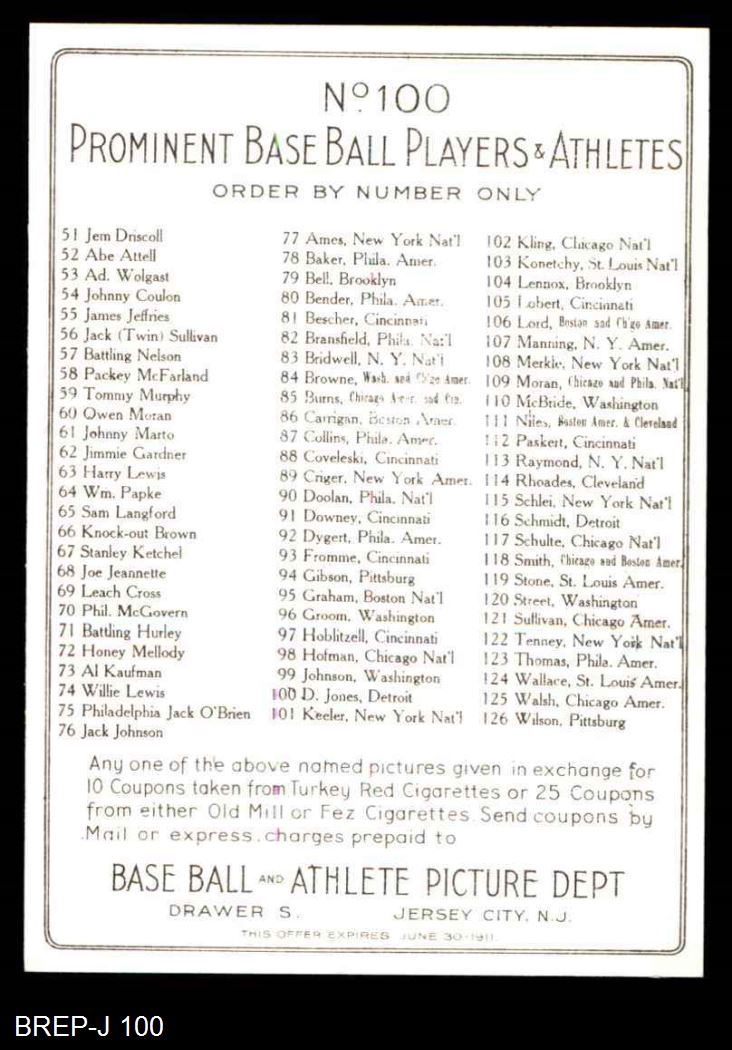 Nº 100
PROMINENT BASE BALL PLAYERS & ATHLETES
ORDER BY NUMBER ONLY
51 Jem Driscoll
52 Abe Attell
53 Ad. Wolgast
54 Johnny Coulon
55 James Jeffries
56 Jack (Twin) Sullivan
57 Battling Nelson
58 Packey McFarland
59 Tommy Murphy
60 Owen Moran
61 Johnny Marto
62 Jimmie Gardner
63 Harry Lewis
64 Wm. Papke
65 Sam Langford
66 Knock-out Brown
67 Stanley Ketchel
68 Joe Jeannette
69 Leach Cross
70 Phil. McGovern
71 Battling Hurley
72 Honey Mellody
73 Al Kaufman
74 Willie Lewis
75 Philadelphia Jack O'Brien
76 Jack Johnson
77 Ames, New York Nat'l
78 Baker, Phila. Amer.
79 Bell, Brooklyn
80 Bender, Phila. Amer.
81 Bescher, Cincinnati
82 Bransfield, Phila. Nat'l
83 Bridwell, N. Y. Nat'l
84 Browne, Wash. and Ch'go Amer.
85 Burns, Chicago Amer. and Cin.
86 Carrigan, Boston Amer.
87 Collins, Phila. Amer.
88 Coveleski, Cincinnati
89 Criger, New York Amer.
90 Doolan, Phila. Nat'l
91 Downey, Cincinnati
92 Dygert, Phila. Amer.
93 Fromme, Cincinnati
94 Gibson, Pittsburg
95 Graham, Boston Nat'l
96 Groom, Washington
97 Hoblitzell, Cincinnati
98 Hofman, Chicago Nat'l
99 Johnson, Washington
100 D. Jones, Detroit
101 Keeler, New York Nat'l
102 Kling, Chicago Nat'l
103 Konetchy, St. Louis Nat'l
104 Lennox, Brooklyn
105 Lobert, Cincinnati
106 Lord, Boston and Ch'go Amer.
107 Manning, N. Y. Amer.
108 Merkle, New York Nat'l
109 Moran, Chicago and Phila. Nat'l
110 McBride, Washington
111 Niles, Boston Amer. & Cleveland
112 Paskert, Cincinnati
113 Raymond, N. Y. Nat'l
114 Rhoades, Cleveland
115 Schlei, New York Nat'l
116 Schmidt, Detroit
117 Schulte, Chicago Nat'l
118 Smith, Chicago and Boston Amer.
119 Stone, St. Louis Amer.
120 Street, Washington
121 Sullivan, Chicago Amer.
122 Tenney, New York Nat'l
123 Thomas, Phila. Amer.
124 Wallace, St. Louis Amer.
125 Walsh, Chicago Amer.
126 Wilson, Pittsburg
Any one of the above named pictures given in exchange for
10 Coupons taken from Turkey Red Cigarettes or 25 Coupons
from either Old Mill or Fez Cigarettes. Send coupons by
Mail or express, charges prepaid to
BASE BALL AND ATHLETE PICTURE DEPT
DRAWER S. JERSEY CITY, N.J.
THIS OFFER EXPIRES JUNE 30-1911.
BREP-J 100